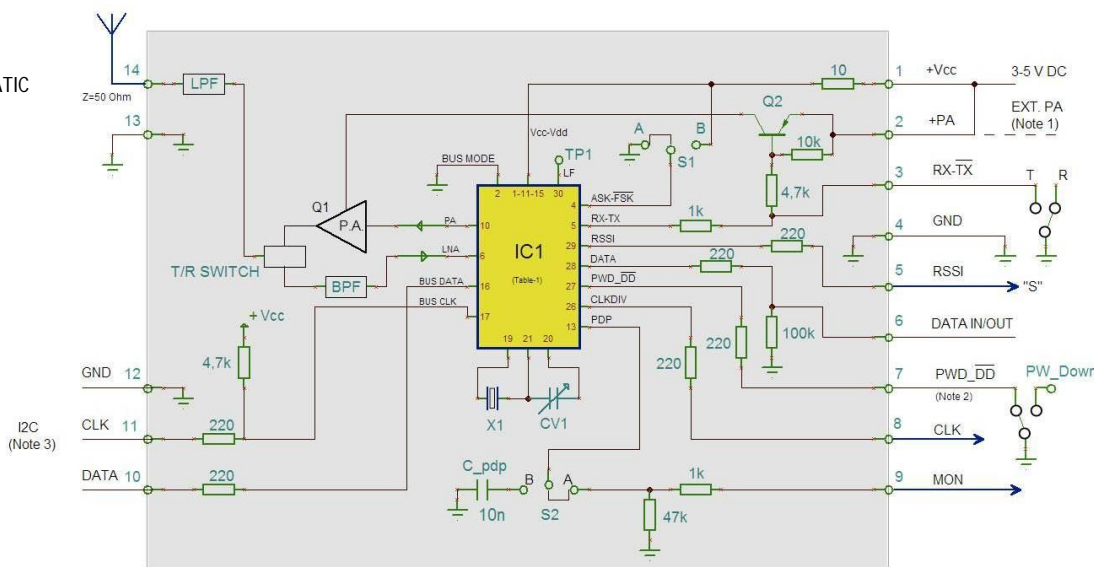 ATIC
14
LPF
Z=50 Ohm
13
10
1
+Vcc
3-5 V DC
Q2
EXT. PA
(Note 1)
2
+PA
Vcc-Vdd
A
B
S1
10k
BUS MODE
TP1
LF
3
RX-TX
T
R
4,7k
2
1-11-15
30
4
ASK-FSK
Q1
P.A.
PA
10
5
RX-TX
1k
4
GND
IC1
(Table-1)
29
RSSI
220
LNA
6
28
DATA
220
5
RSSI
"S"
T/R SWITCH
BPF
BUS DATA
16
27
PWD_DD
BUS CLK
17
26
CLKDIV
13
PDP
6
DATA IN/OUT
+ Vcc
100k
4,7k
19
21
20
220
220
GND
12
7
PWD_DD
(Note 2)
PW_Down
X1
CV1
I2C
(Note 3)
CLK
11
220
8
CLK
DATA
10
220
C_pdp
10n
B
A
S2
1k
47k
9
MON